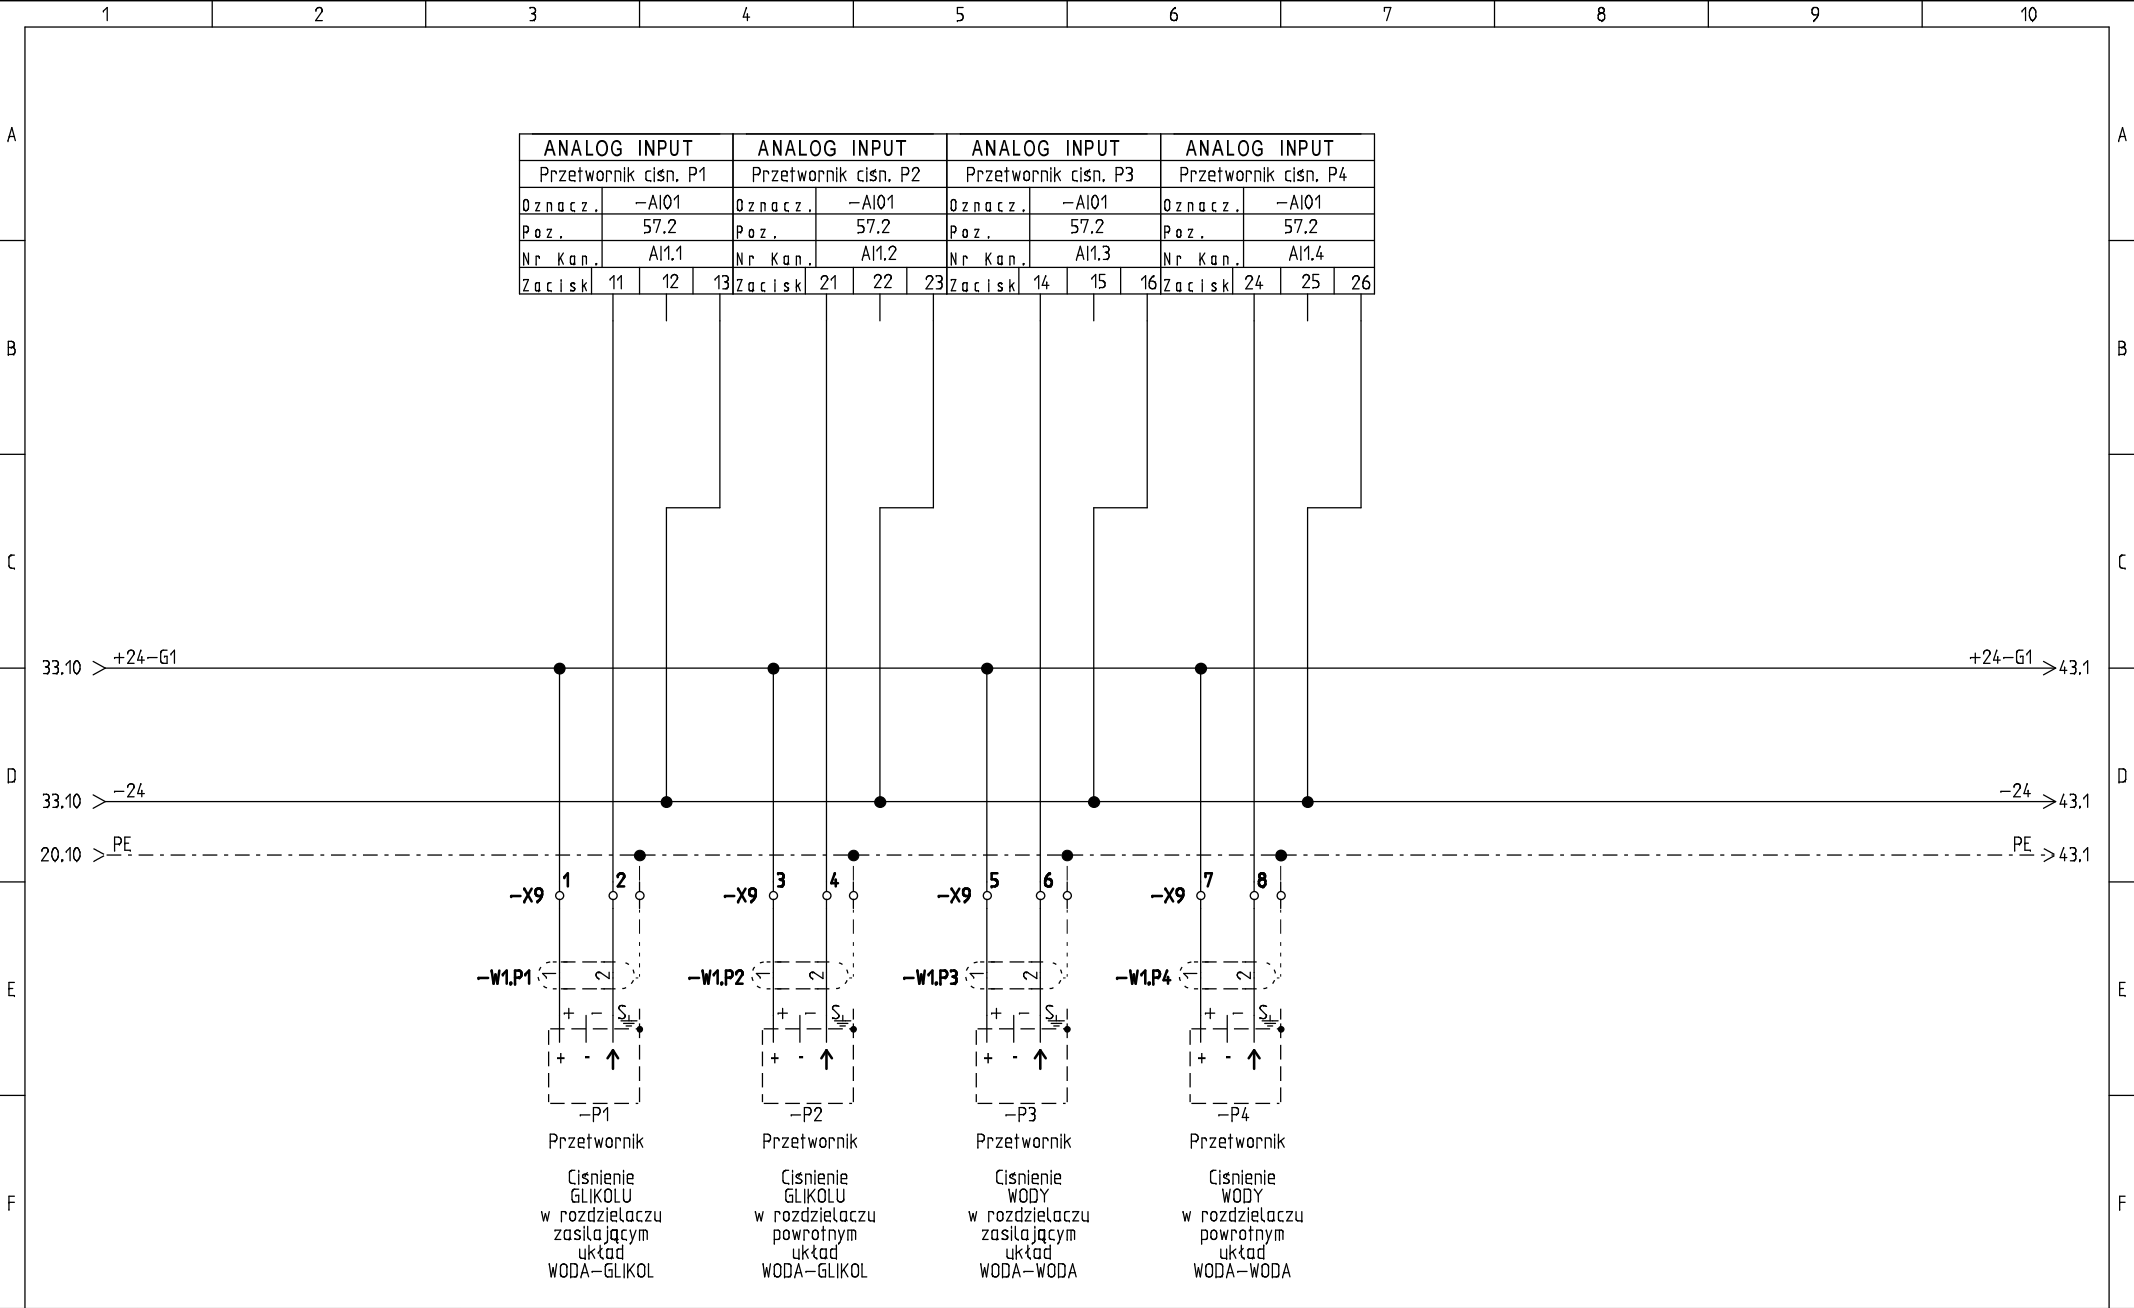 1 2 3 4 5 6 7 8 9 10
A A
ANALOG INPUT ANALOG INPUT ANALOG INPUT ANALOG INPUT
Przetwornik ciśn. P1 Przetwornik ciśn. P2 Przetwornik ciśn. P3 Przetwornik ciśn. P4
Oznacz. -AI01 Oznacz. -AI01 Oznacz. -AI01 Oznacz. -AI01
Poz. 57.2 Poz. 57.2 Poz. 57.2 Poz. 57.2
Nr Kan. AI1.1 Nr Kan. AI1.2 Nr Kan. AI1.3 Nr Kan. AI1.4
Zacisk 11 12 13 Zacisk 21 22 23 Zacisk 14 15 16 Zacisk 24 25 26
B B
C C
+24-G1 +24-G1
33.10 43.1
D D
-24 -24
33.10 43.1
PE PE
20.10 43.1
1 2 3 4 5 6 7 8
-X9 -X9 -X9 -X9
-W1.P1 1 2 -W1.P2 1 2 -W1.P3 1 2 -W1.P4 1 2
E E
+ - S + - S + - S + - S
+ - + - + - + -
-P1 -P2 -P3 -P4
Przetwornik Przetwornik Przetwornik Przetwornik
Ciśnienie Ciśnienie Ciśnienie Ciśnienie
F GLIKOLU GLIKOLU WODY WODY F
w rozdzielaczu w rozdzielaczu w rozdzielaczu w rozdzielaczu
zasilającym powrotnym zasilającym powrotnym
układ układ układ układ
WODA-GLIKOL WODA-GLIKOL WODA-WODA WODA-WODA